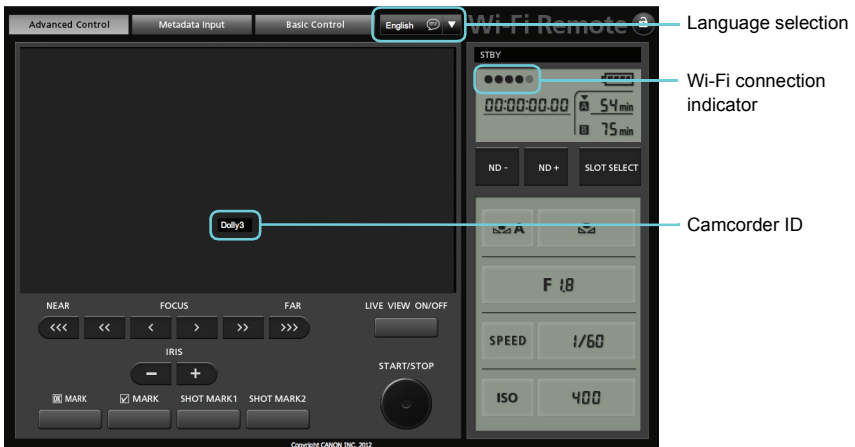 Advanced Control Metadata Input Basic Control English Wi-Fi Remote
Language selection
STBY
Wi-Fi connection
indicator
00:00:00.00 A 54 min
B 75 min
ND - ND + SLOT SELECT
Dolly3
Camcorder ID
A
F 1.8
NEAR FOCUS FAR LIVE VIEW ON/OFF
<<< << < > >> >>>
SPEED 1/60
IRIS
− +
START/STOP
OK MARK ✓ MARK SHOT MARK1 SHOT MARK2
ISO 400
Copyright CANON INC. 2012